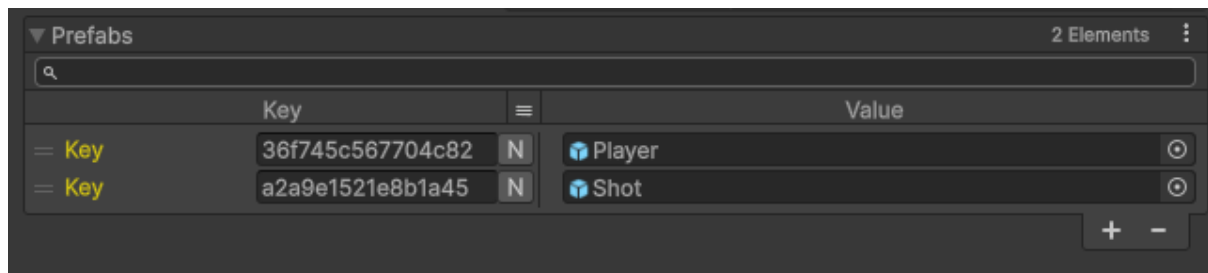 Prefabs 2 Elements
Key Value
Key 36f745c567704c82 N Player
Key a2a9e1521e8b1a45 N Shot
+ -